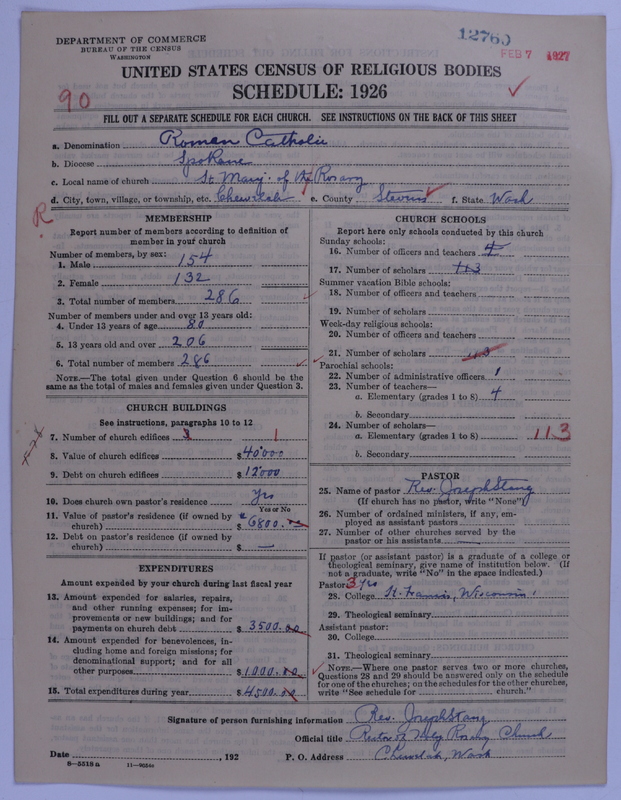 12760
DEPARTMENT OF COMMERCE
BUREAU OF THE CENSUS
WASHINGTON
FEB 7 1927
UNITED STATES CENSUS OF RELIGIOUS BODIES
SCHEDULE: 1926
90
FILL OUT A SEPARATE SCHEDULE FOR EACH CHURCH. SEE INSTRUCTIONS ON THE BACK OF THIS SHEET
a. Denomination Roman Catholic
b. Diocese Spokane
c. Local name of church St Mary of the Rosary
d. City, town, village, or township, etc. Chewelah e. County Stevens f. State Wash
R
MEMBERSHIP
Report number of members according to definition of
member in your church
Number of members, by sex:
1. Male 154
2. Female 132
3. Total number of members 286
Number of members under and over 13 years old:
4. Under 13 years of age 80
5. 13 years old and over 206
6. Total number of members 286
NOTE.—The total given under Question 6 should be the
same as the total of males and females given under Question 3.
CHURCH BUILDINGS
See instructions, paragraphs 10 to 12
7. Number of church edifices 1
8. Value of church edifices $40000
9. Debt on church edifices $12000
10. Does church own pastor's residence Yes
Yes or No
11. Value of pastor's residence (if owned by
church) $6800.
12. Debt on pastor's residence (if owned by
church) $ —
EXPENDITURES
Amount expended by your church during last fiscal year
13. Amount expended for salaries, repairs,
and other running expenses; for im-
provements or new buildings; and for
payments on church debt $3500.00
14. Amount expended for benevolences, in-
cluding home and foreign missions; for
denominational support; and for all
other purposes $1000.00
15. Total expenditures during year $4500.00
CHURCH SCHOOLS
Report here only schools conducted by this church
Sunday schools:
16. Number of officers and teachers 4
17. Number of scholars 113
Summer vacation Bible schools:
18. Number of officers and teachers
19. Number of scholars
Week-day religious schools:
20. Number of officers and teachers
21. Number of scholars
Parochial schools:
22. Number of administrative officers 1
23. Number of teachers—
a. Elementary (grades 1 to 8) 4
b. Secondary
24. Number of scholars—
a. Elementary (grades 1 to 8) 113
b. Secondary
PASTOR
25. Name of pastor Rev. Joseph Stang
(If church has no pastor, write "None")
26. Number of ordained ministers, if any, em-
ployed as assistant pastors
27. Number of other churches served by the
pastor or his assistants —
If pastor (or assistant pastor) is a graduate of a college or
theological seminary, give name of institution below. (If
not a graduate, write "No" in the space indicated.)
Pastor: 3 Yes
28. College St. Francis, Wisconsin
29. Theological seminary
Assistant pastor:
30. College
31. Theological seminary
NOTE.—Where one pastor serves two or more churches,
Questions 28 and 29 should be answered only on the schedule
for one of the churches; on the schedules for the other churches,
write "See schedule for church."
Signature of person furnishing information Rev. Joseph Stang
Official title Rector of Holy Rosary Church
Date , 192 P. O. Address Chewelah, Wash
8—5518a 11—9054c